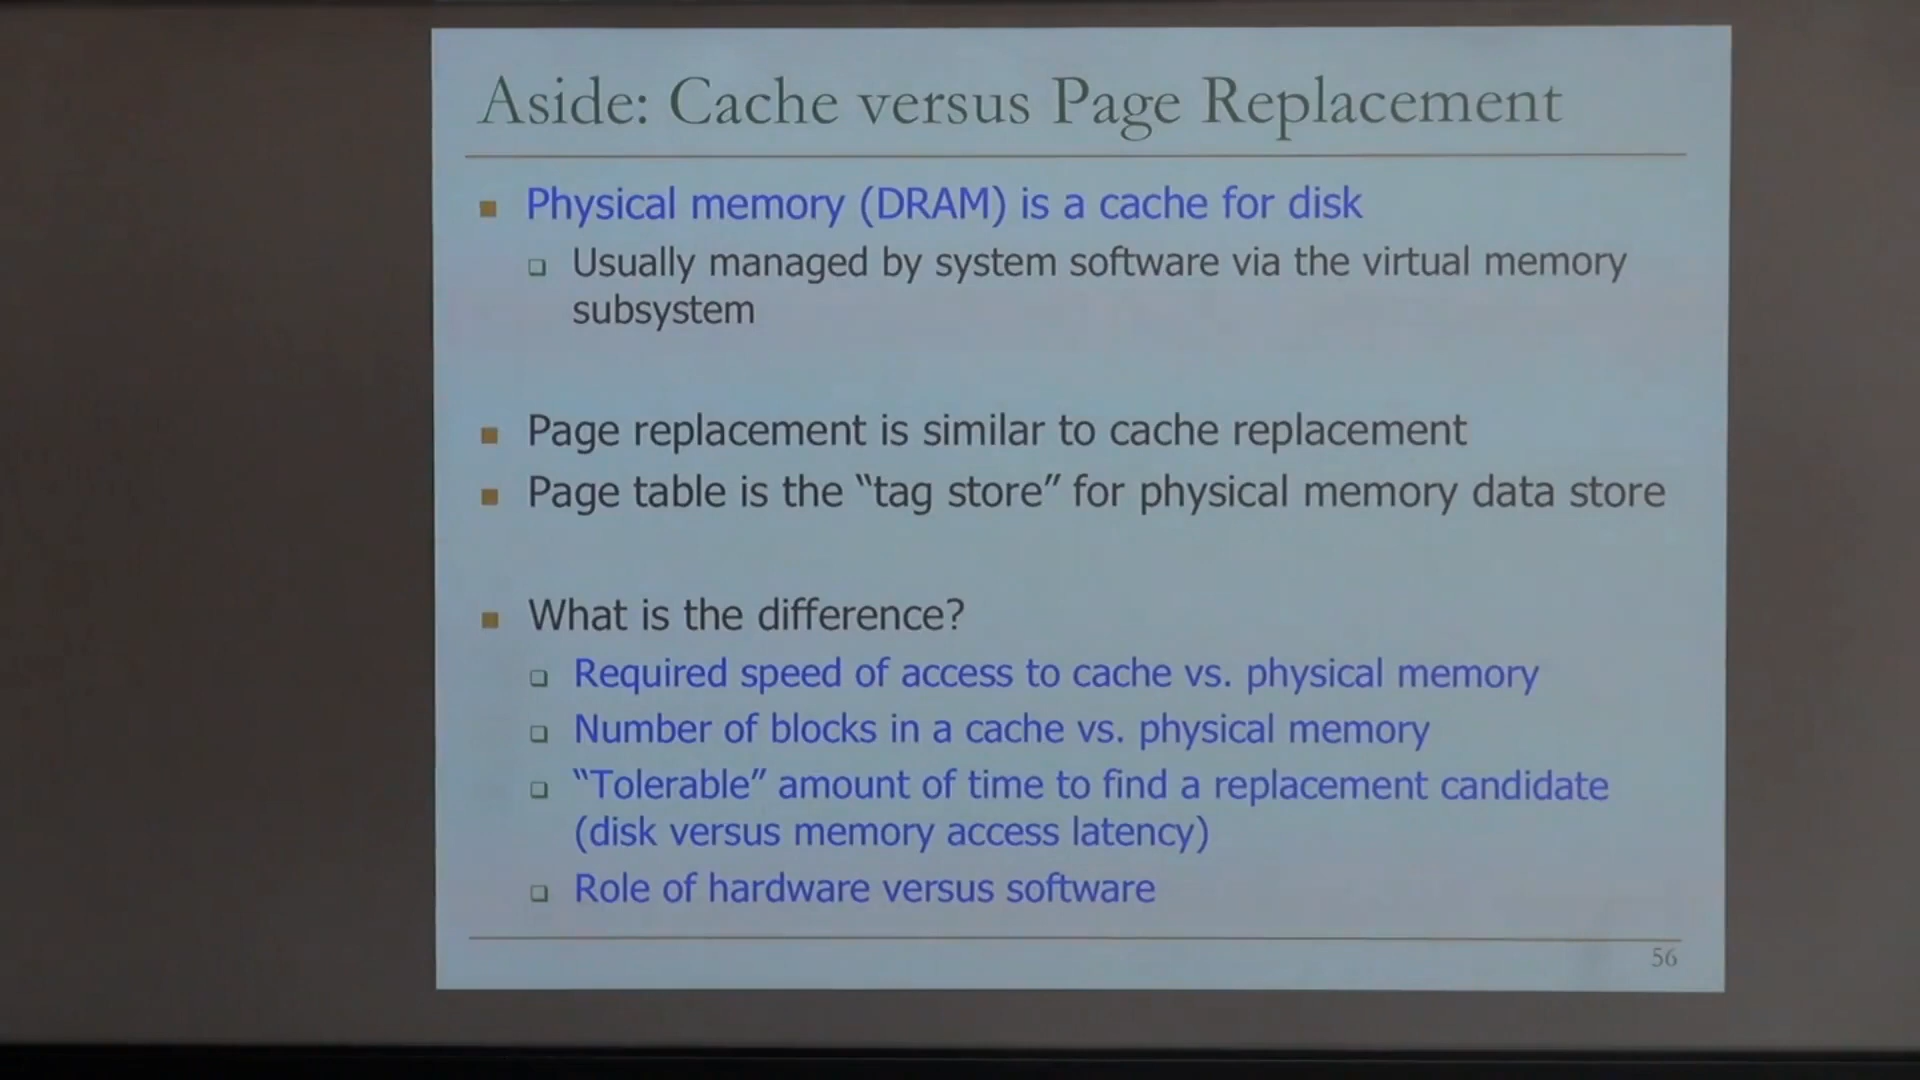 Aside: Cache versus Page Replacement
Physical memory (DRAM) is a cache for disk
Usually managed by system software via the virtual memory
subsystem
Page replacement is similar to cache replacement
Page table is the “tag store” for physical memory data store
What is the difference?
Required speed of access to cache vs. physical memory
Number of blocks in a cache vs. physical memory
“Tolerable” amount of time to find a replacement candidate
(disk versus memory access latency)
Role of hardware versus software
56